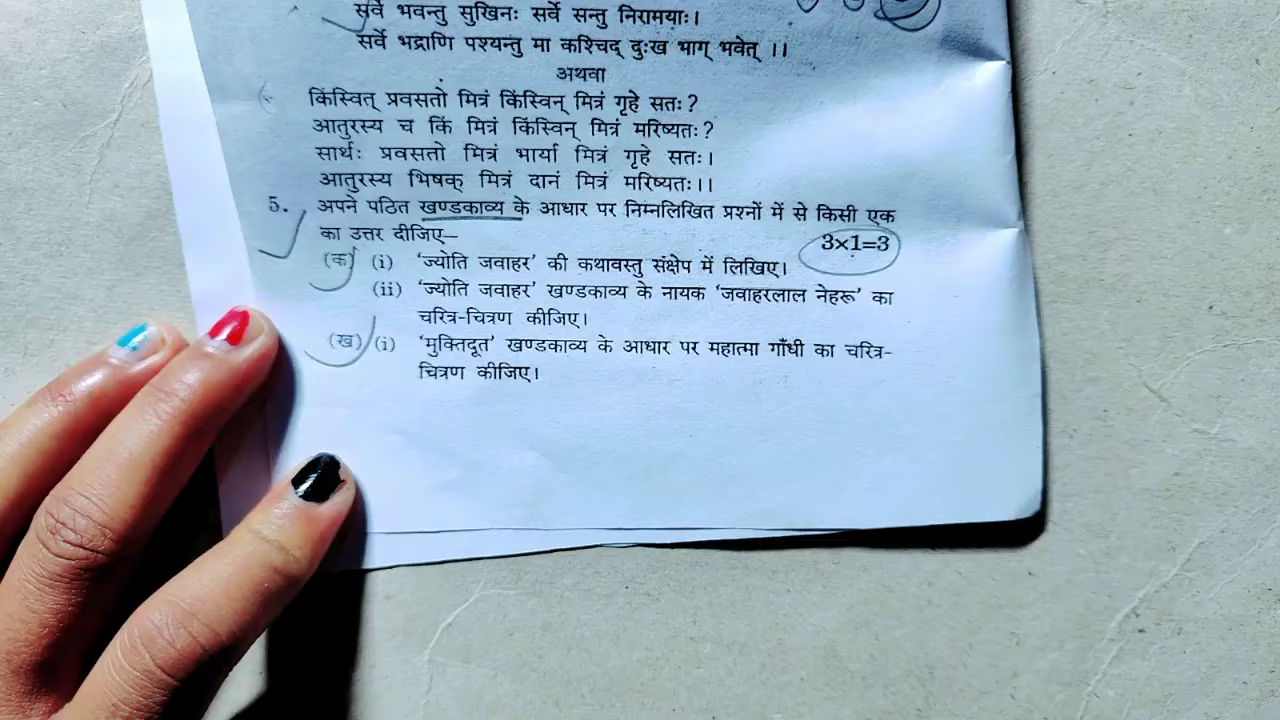 सर्वे भवन्तु सुखिनः सर्वे सन्तु निरामयाः।
सर्वे भद्राणि पश्यन्तु मा कश्चिद् दुःख भाग् भवेत् ।।
अथवा
किंस्वित् प्रवसतो मित्रं किंस्विन् मित्रं गृहे सतः?
आतुरस्य च किं मित्रं किंस्विन् मित्रं मरिष्यतः?
सार्थः प्रवसतो मित्रं भार्या मित्रं गृहे सतः।
आतुरस्य भिषक् मित्रं दानं मित्रं मरिष्यतः।।
5. अपने पठित खण्डकाव्य के आधार पर निम्नलिखित प्रश्नों में से किसी एक
का उत्तर दीजिए— 3×1=3
(क) (i) 'ज्योति जवाहर' की कथावस्तु संक्षेप में लिखिए।
(ii) 'ज्योति जवाहर' खण्डकाव्य के नायक 'जवाहरलाल नेहरू' का
चरित्र-चित्रण कीजिए।
(ख) (i) 'मुक्तिदूत' खण्डकाव्य के आधार पर महात्मा गाँधी का चरित्र-
चित्रण कीजिए।